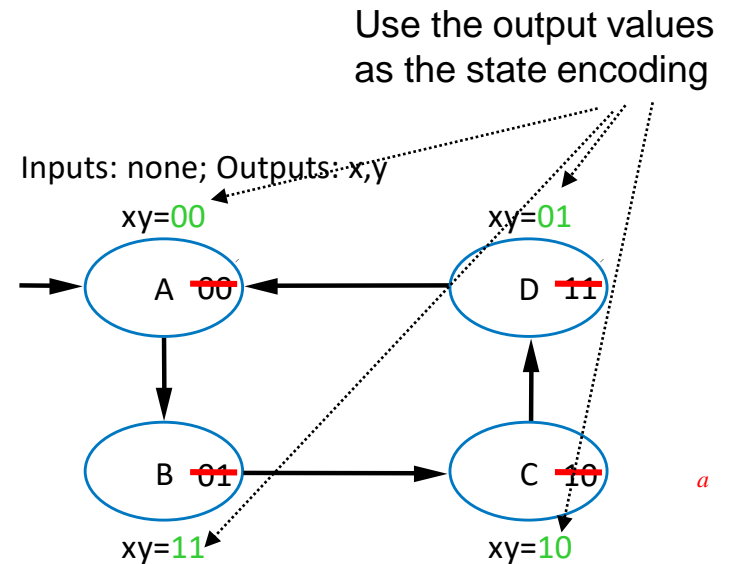 Use the output values
as the state encoding
Inputs: none; Outputs: x,y
xy=00
xy=01
A 00
D 11
B 01
C 10
a
xy=11
xy=10